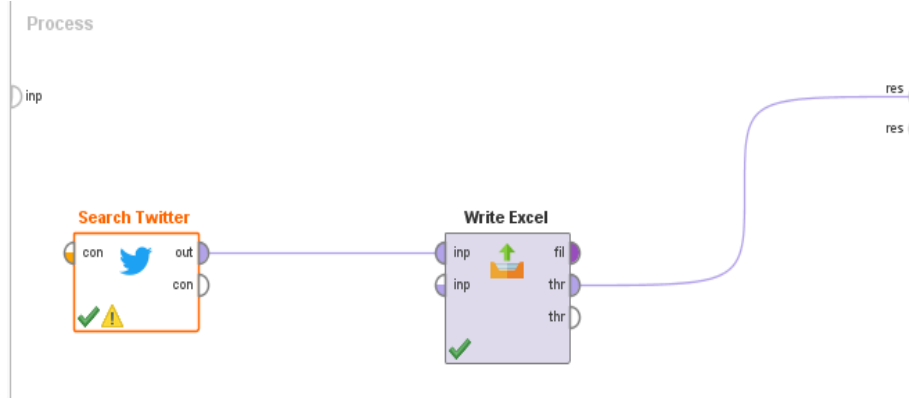 Process
inp
res
res
Search Twitter
con
out
con
Write Excel
inp
fil
inp
thr
thr